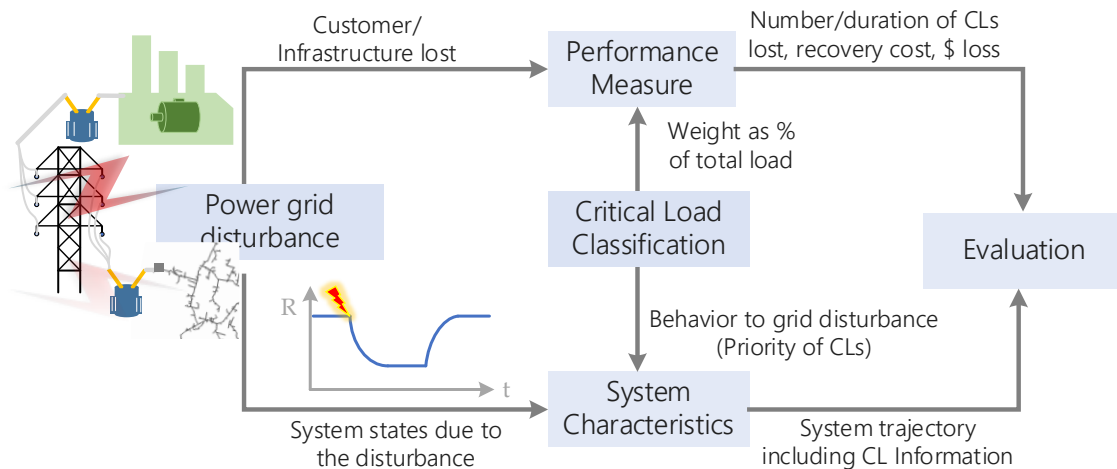 Customer/
Infrastructure lost
Performance
Measure
Number/duration of CLs
lost, recovery cost, $ loss
Weight as %
of total load
Power grid
disturbance
Critical Load
Classification
Evaluation
R
t
Behavior to grid disturbance
(Priority of CLs)
System
Characteristics
System states due to
the disturbance
System trajectory
including CL Information